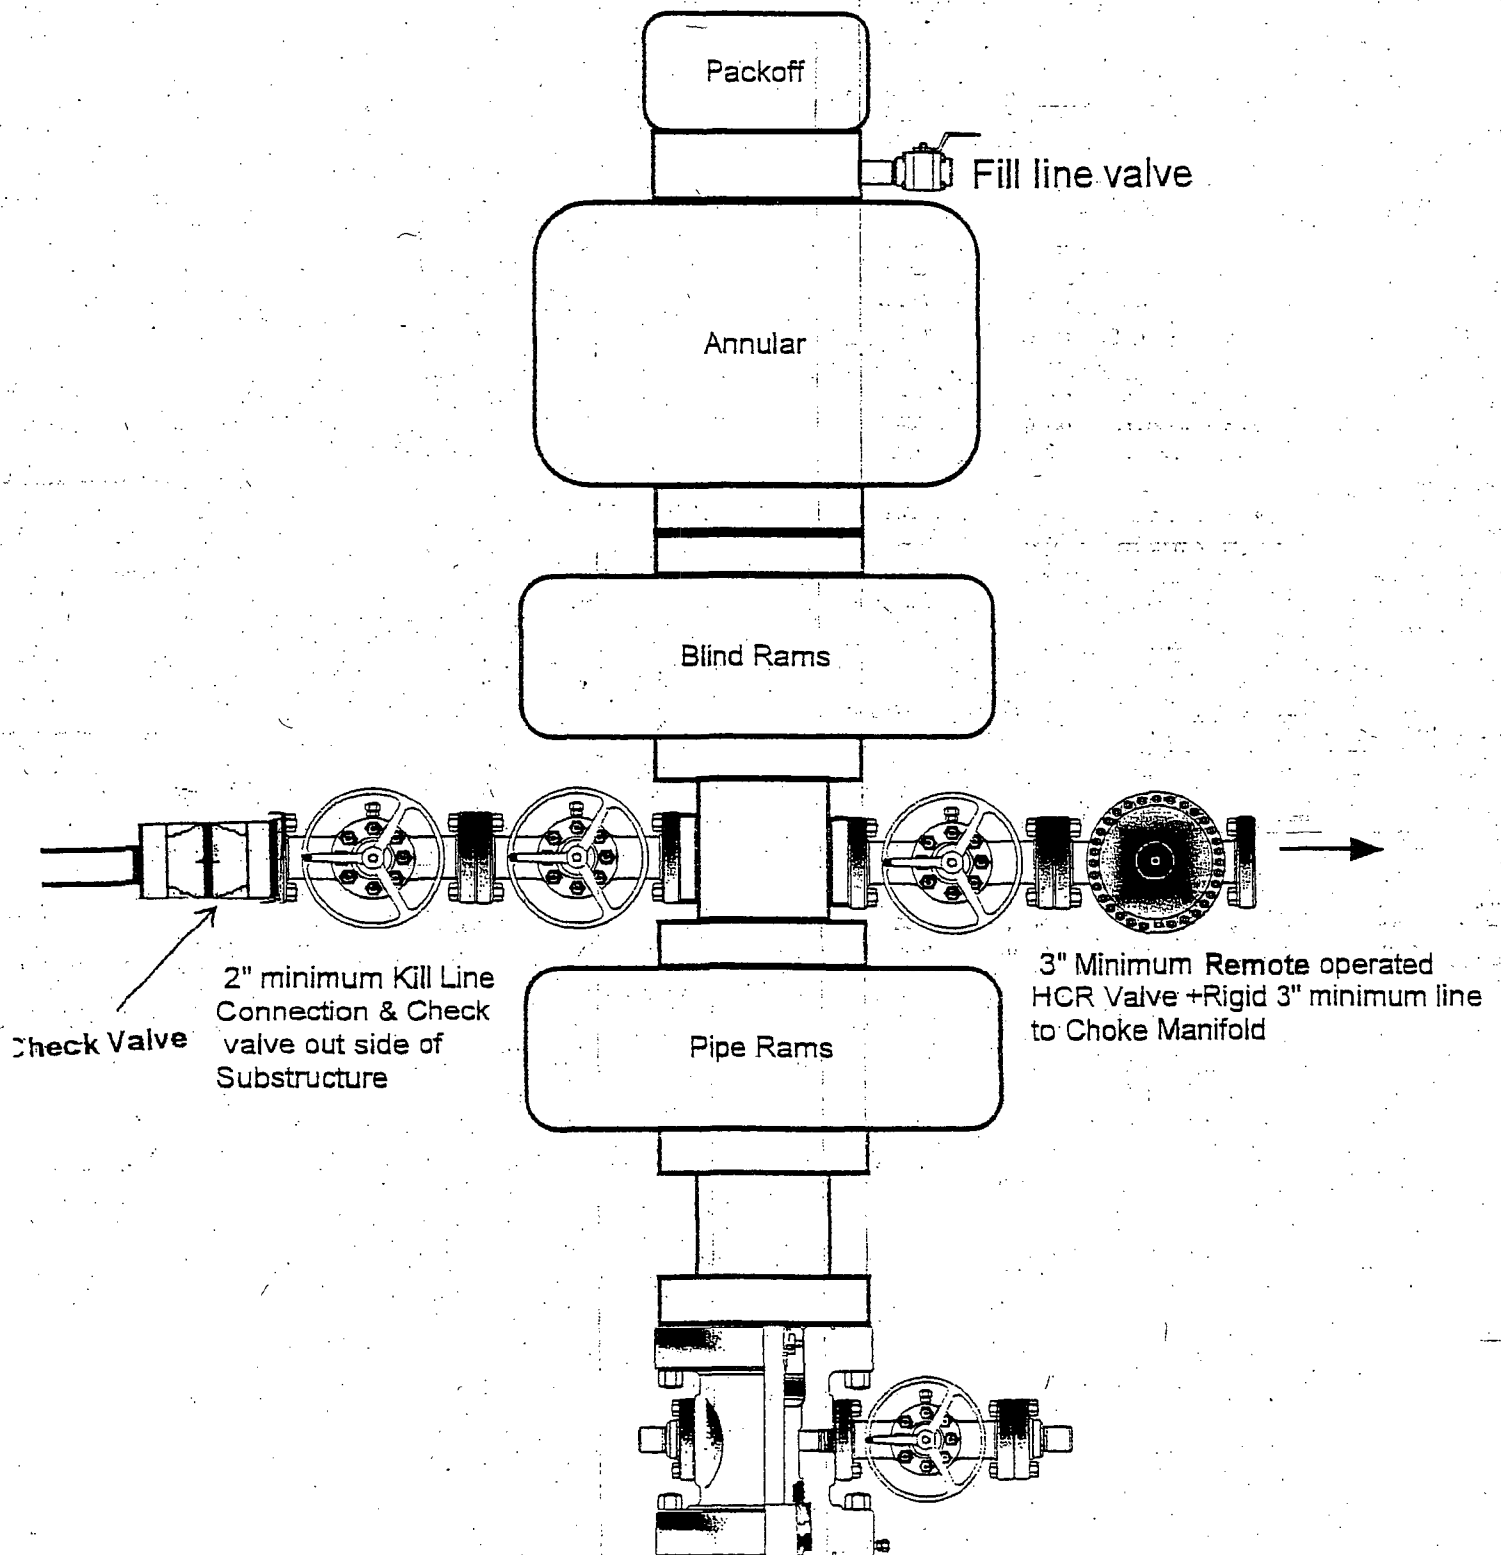 Packoff
Fill line valve
Annular
Blind Rams
2" minimum Kill Line
Connection & Check
valve out side of
Substructure
Check Valve
3" Minimum Remote operated
HCR Valve +Rigid 3" minimum line
to Choke Manifold
Pipe Rams